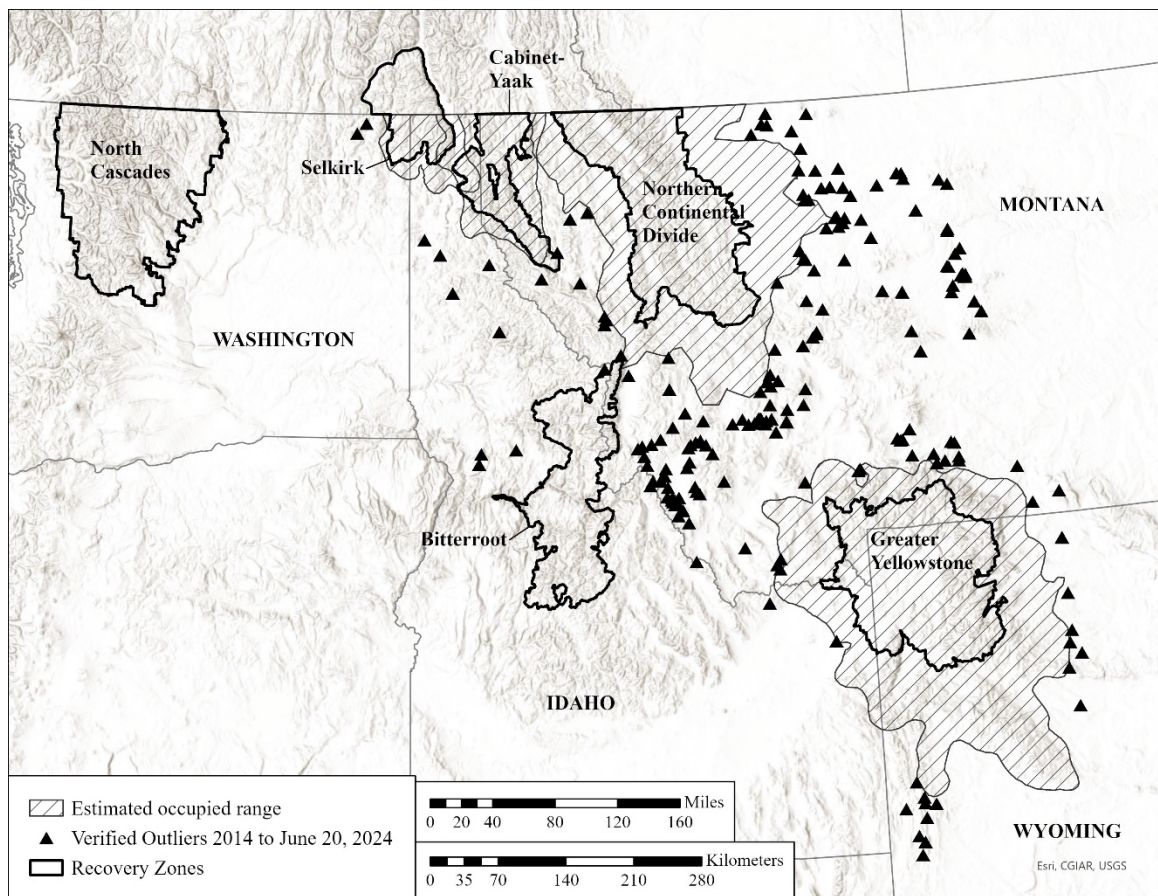 Cabinet-
Yaak
North
Cascades
Selkirk
Northern
Continental
Divide
MONTANA
WASHINGTON
Bitterroot
Greater
Yellowstone
IDAHO
WYOMING
Estimated occupied range
Verified Outliers 2014 to June 20, 2024
Recovery Zones
Miles
0 20 40 80 120 160
Kilometers
0 35 70 140 210 280
Esri, CGIAR, USGS